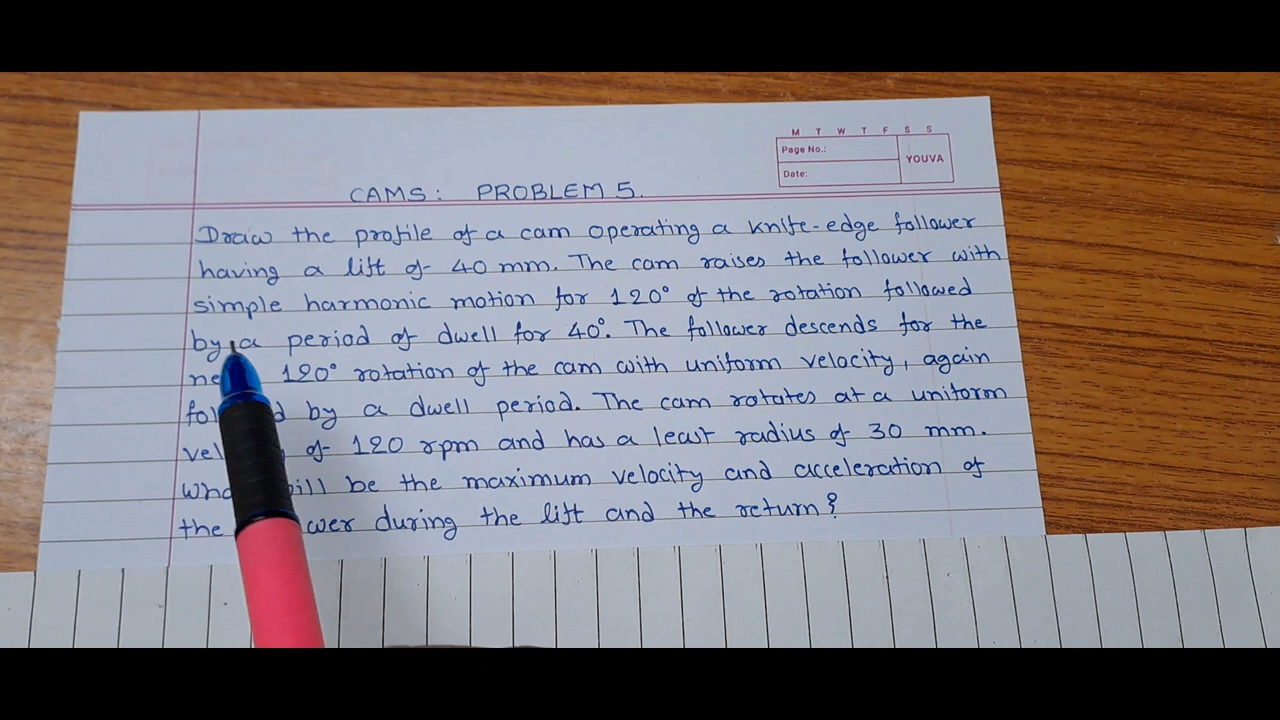 M T W T F S S
Page No.:
YOUVA
Date:
CAMS: PROBLEM 5.
Draw the profile of a cam operating a knife-edge follower
having a lift of 40 mm. The cam raises the follower with
simple harmonic motion for 120° of the rotation followed
by a period of dwell for 40°. The follower descends for the
120° rotation of the cam with uniform velocity, again
by a dwell period. The cam rotates at a uniform
of 120 rpm and has a least radius of 30 mm.
be the maximum velocity and acceleration of
the during the lift and the return?